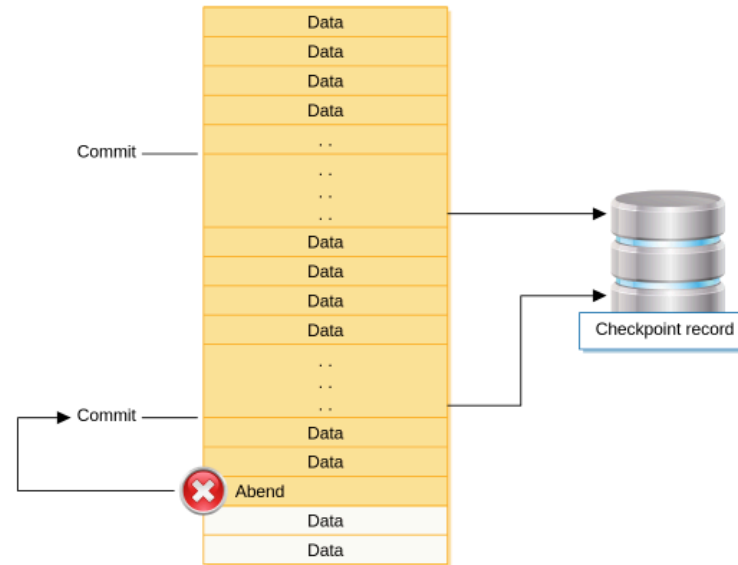 Data
Data
Data
Data
Commit
. .
. .
. .
. .
Data
Data
Data
Data
Checkpoint record
. .
. .
. .
Commit
Data
Data
Abend
Data
Data